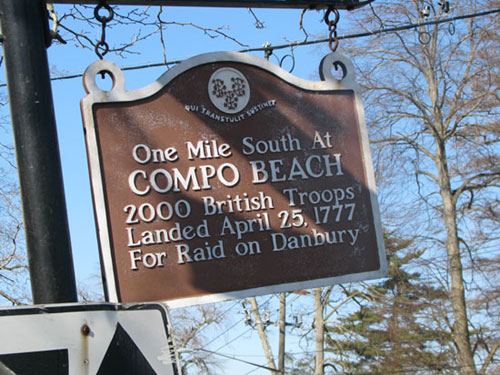 QUI TRANSTULIT SUSTINET
One Mile South At
COMPO BEACH
2000 British Troops
Landed April 25, 1777
For Raid on Danbury